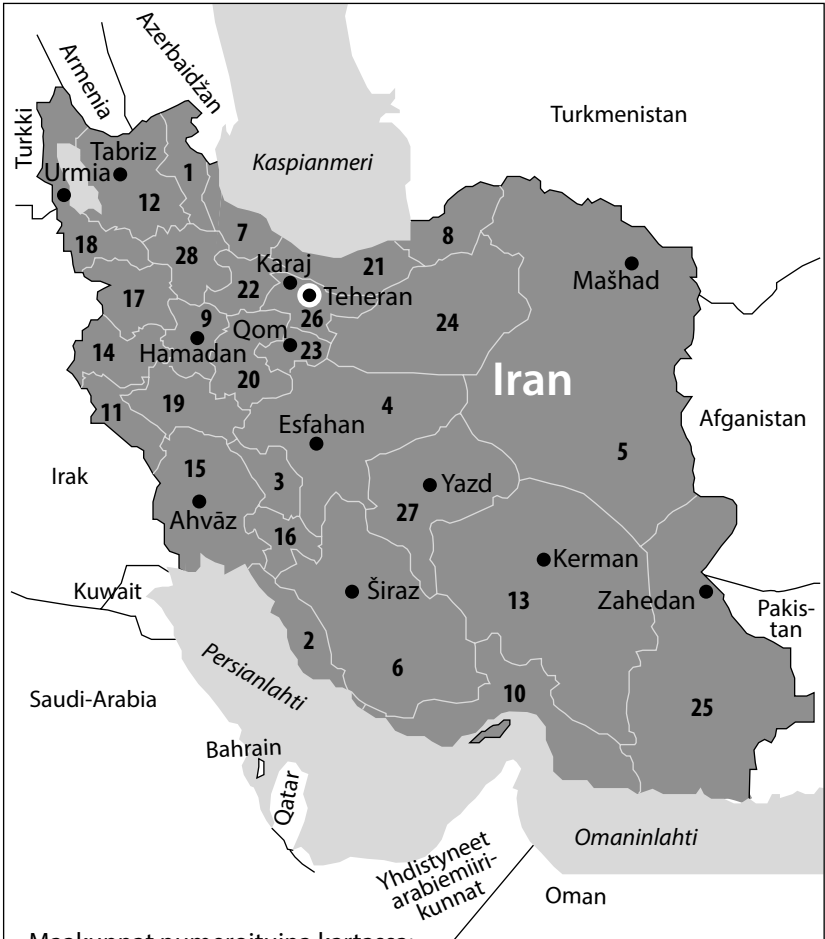 Armenia
Azerbaidžan
Turkki
Turkmenistan
Kaspianmeri
Tabriz
Urmia
1
12
7
8
18
28
Karaj
21
Mašhad
22
Teheran
17
9
26
24
Qom
Hamadan
23
14
20
Iran
11
19
4
Esfahan
Afganistan
5
Irak
15
3
Yazd
27
Ahvāz
16
Kerman
Kuwait
Širaz
13
Zahedan
Pakis-
tan
2
Persianlahti
6
10
25
Saudi-Arabia
Bahrain
Qatar
Omaninlahti
Yhdistyneet
arabiemiiri-
kunnat
Oman